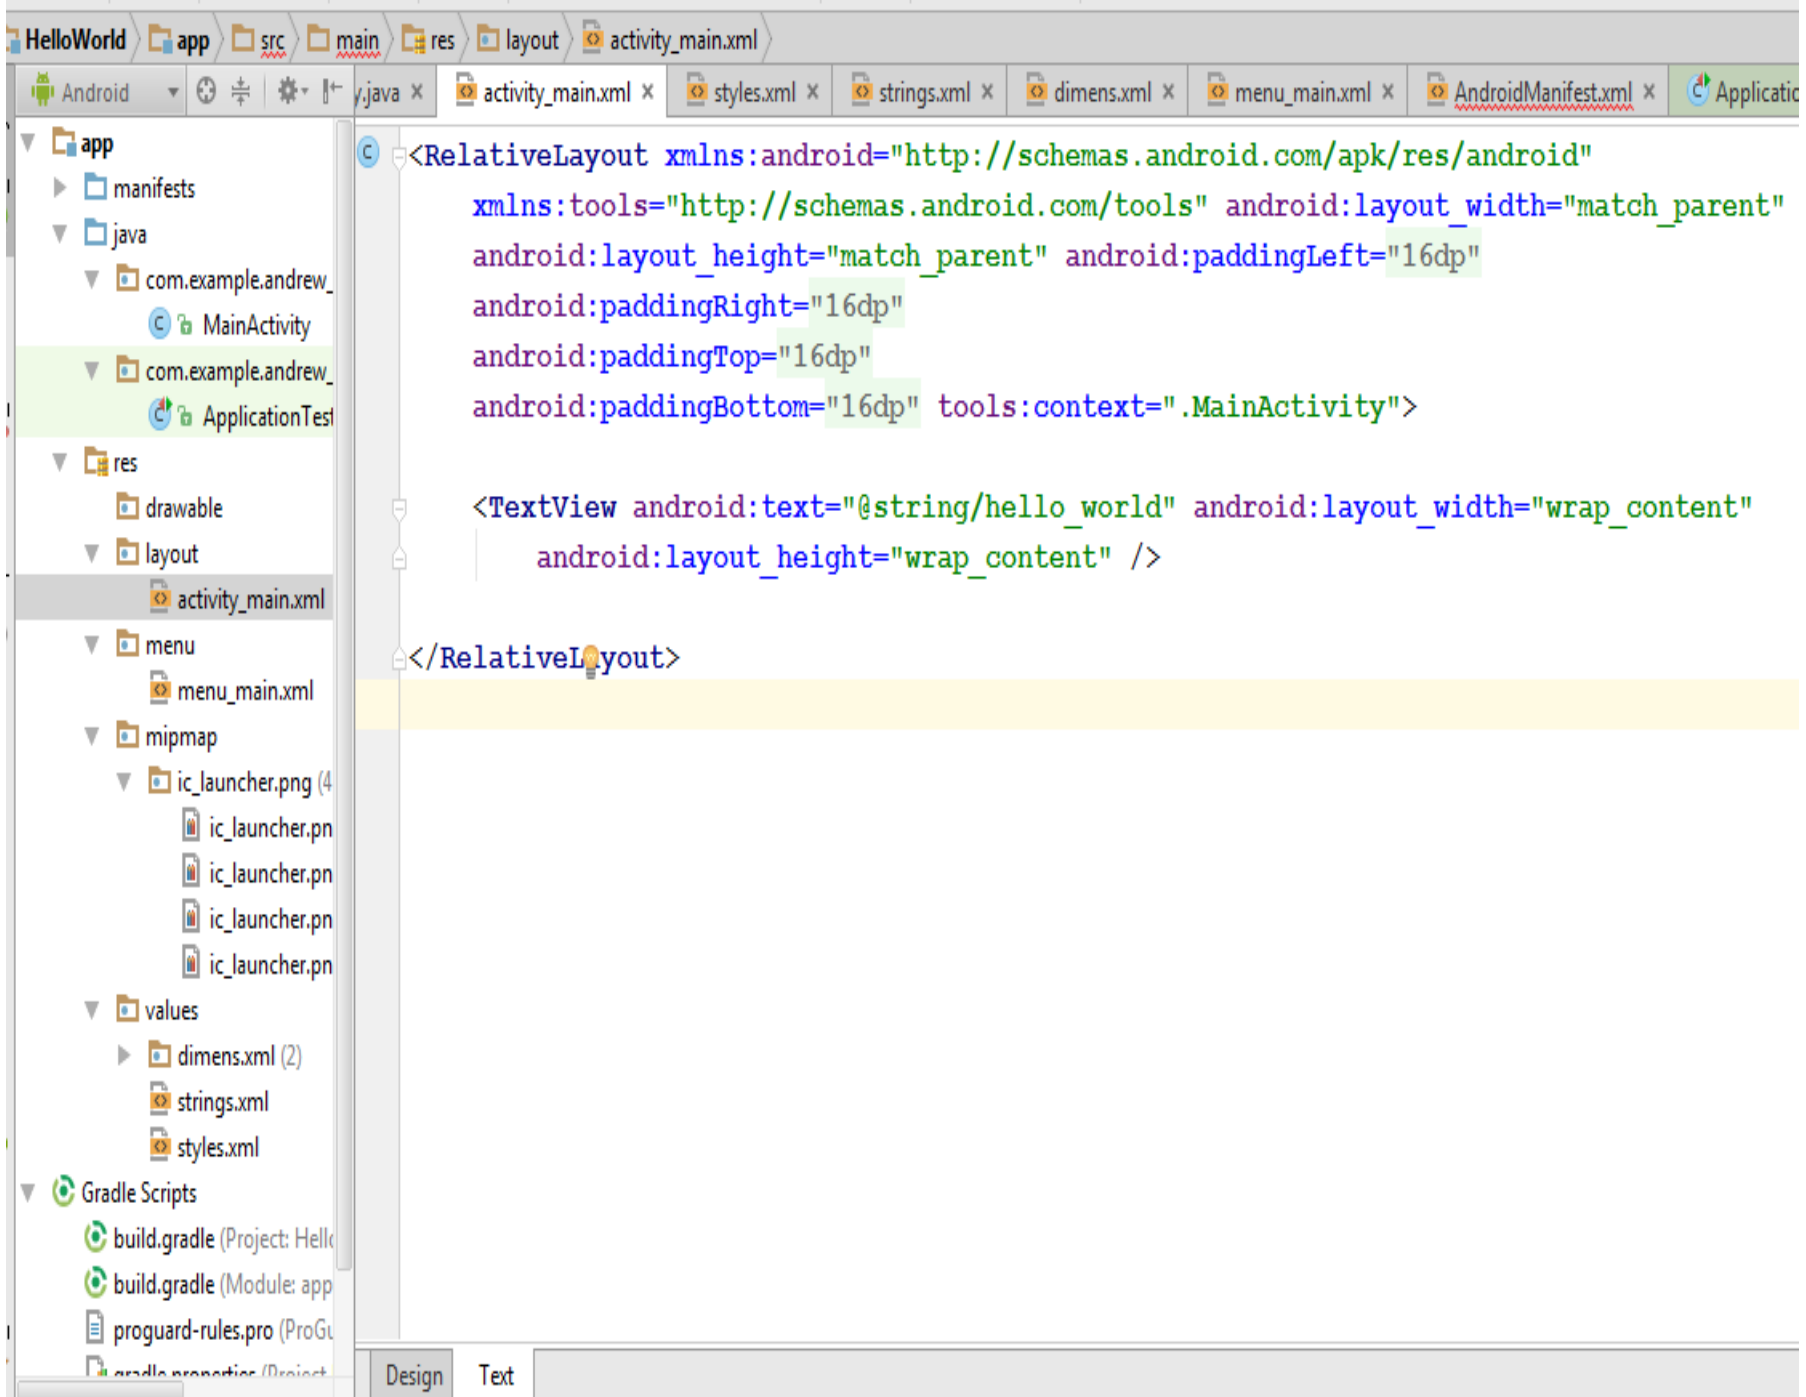 HelloWorld app src main res layout activity_main.xml
Android y.java activity_main.xml styles.xml strings.xml dimens.xml menu_main.xml AndroidManifest.xml Applicatio
app
manifests
java
com.example.andrew_
MainActivity
com.example.andrew_
ApplicationTest
res
drawable
layout
activity_main.xml
menu
menu_main.xml
mipmap
ic_launcher.png (4
ic_launcher.pn
ic_launcher.pn
ic_launcher.pn
ic_launcher.pn
values
dimens.xml (2)
strings.xml
styles.xml
Gradle Scripts
build.gradle (Project: Hello
build.gradle (Module: app
proguard-rules.pro (ProGu
gradle.properties (Project
<RelativeLayout xmlns:android="http://schemas.android.com/apk/res/android"
xmlns:tools="http://schemas.android.com/tools" android:layout_width="match_parent"
android:layout_height="match_parent" android:paddingLeft="16dp"
android:paddingRight="16dp"
android:paddingTop="16dp"
android:paddingBottom="16dp" tools:context=".MainActivity">
<TextView android:text="@string/hello_world" android:layout_width="wrap_content"
android:layout_height="wrap_content" />
</RelativeLayout>
Design Text